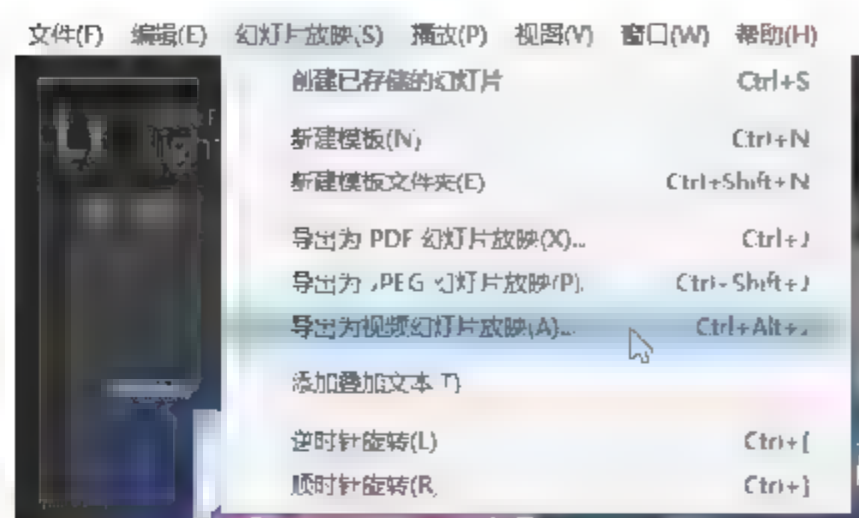 文件(F) 编辑(E) 幻灯片放映(S) 播放(P) 视图(V) 窗口(W) 帮助(H)
创建已存储的幻灯片 Ctrl+S
新建模板(N) Ctrl+N
新建模板文件夹(E) Ctrl+Shift+N
导出为 PDF 幻灯片放映(X)... Ctrl+J
导出为 JPEG 幻灯片放映(P)... Ctrl+Shift+J
导出为视频幻灯片放映(A)... Ctrl+Alt+J
添加叠加文本(T)
逆时针旋转(L) Ctrl+[
顺时针旋转(R) Ctrl+]